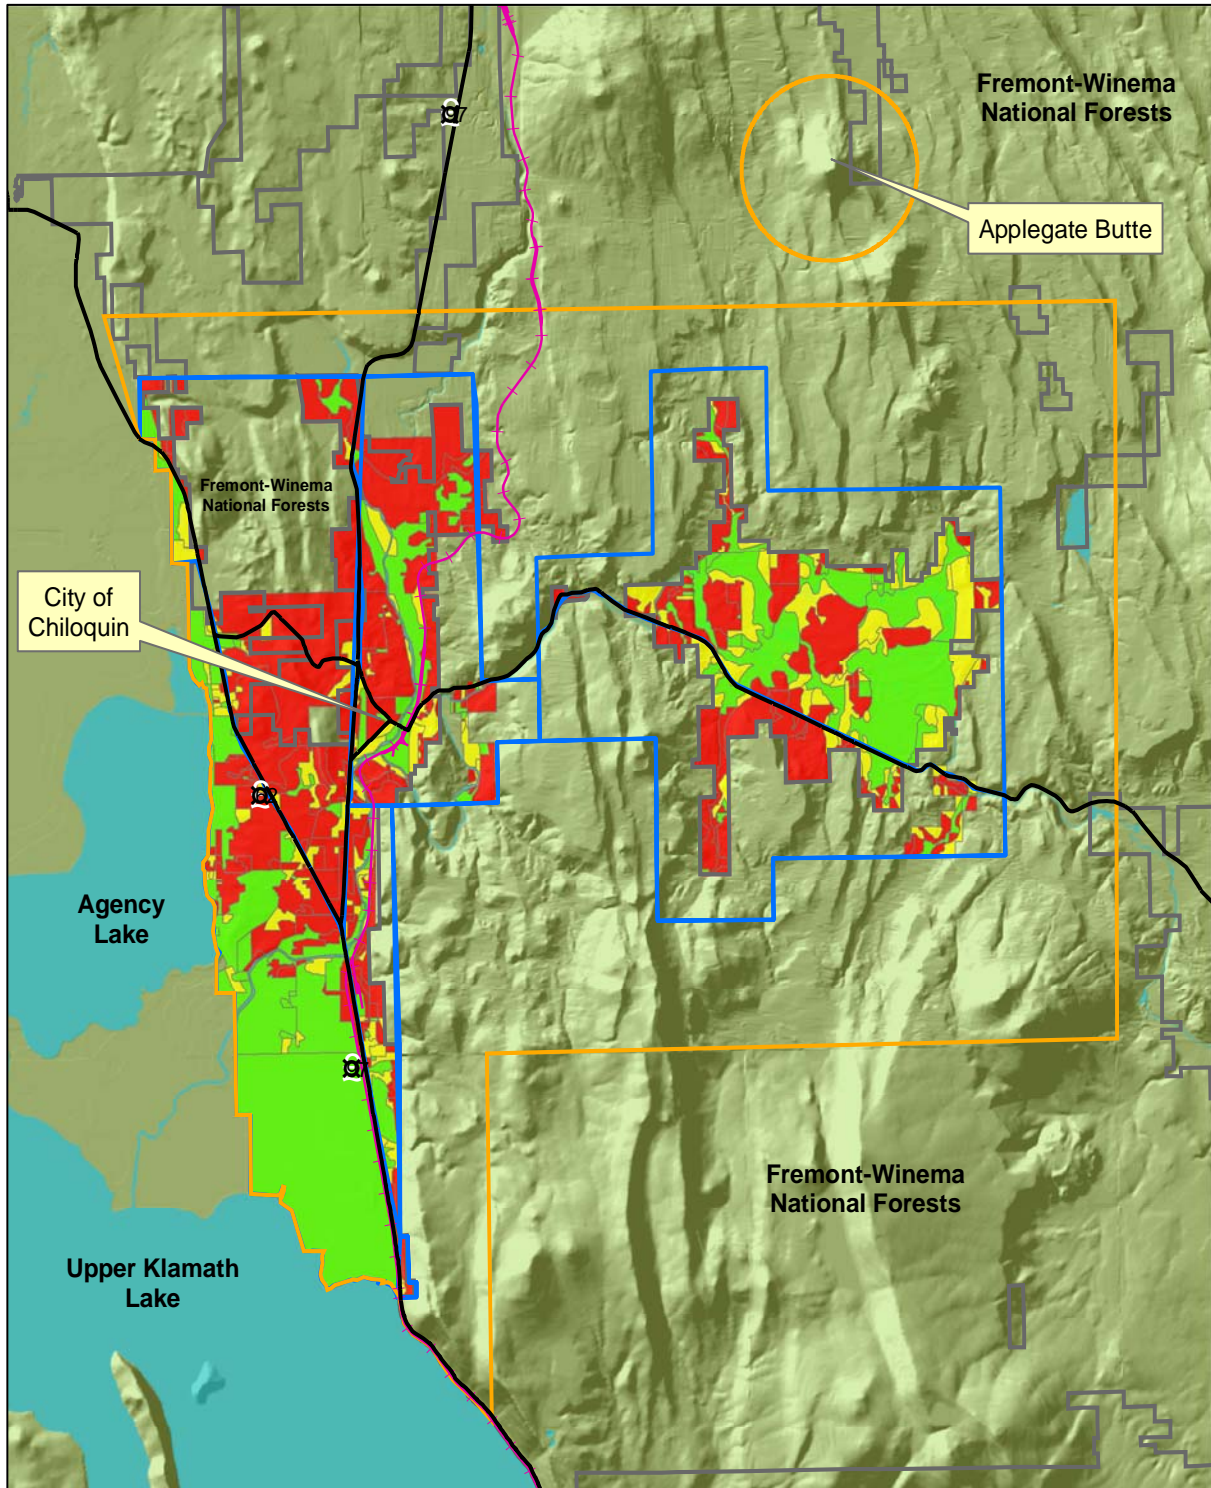 Fremont-Winema
National Forests
Applegate Butte
Fremont-Winema
National Forests
City of
Chiloquin
Agency
Lake
Fremont-Winema
National Forests
Upper Klamath
Lake